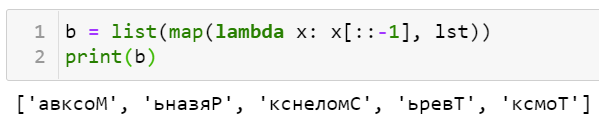 1 b = list(map(lambda x: x[::-1], lst))
2 print(b)
['авксоМ', 'ьназяР', 'кснеломС', 'ьревТ', 'ксмоТ']